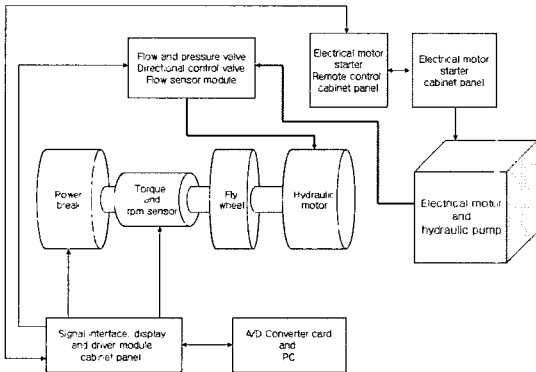 Flow and pressure valve
Directional control valve
Flow sensor module
Electrical motor
starter
Remote control
cabinet panel
Electrical motor
starter
cabinet panel
Power
break
Torque
and
rpm sensor
Fly
wheel
Hydraulic
motor
Electrical motor
and
hydraulic pump
Signal interface, display
and driver module
cabinet panel
A/D Converter card
and
PC